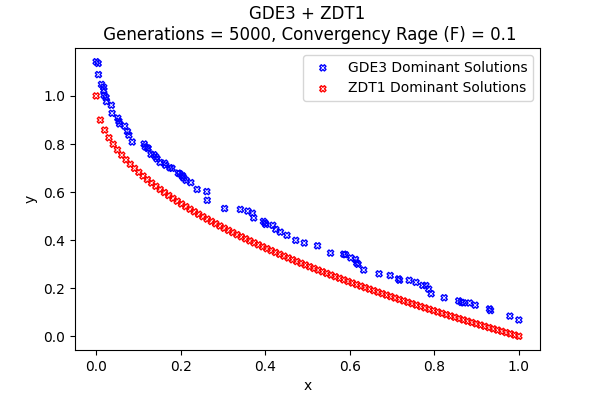 GDE3 + ZDT1
Generations = 5000, Convergency Rage (F) = 0.1
GDE3 Dominant Solutions
ZDT1 Dominant Solutions
1.0
0.8
0.6
0.4
0.2
0.0
y
0.0 0.2 0.4 0.6 0.8 1.0
x